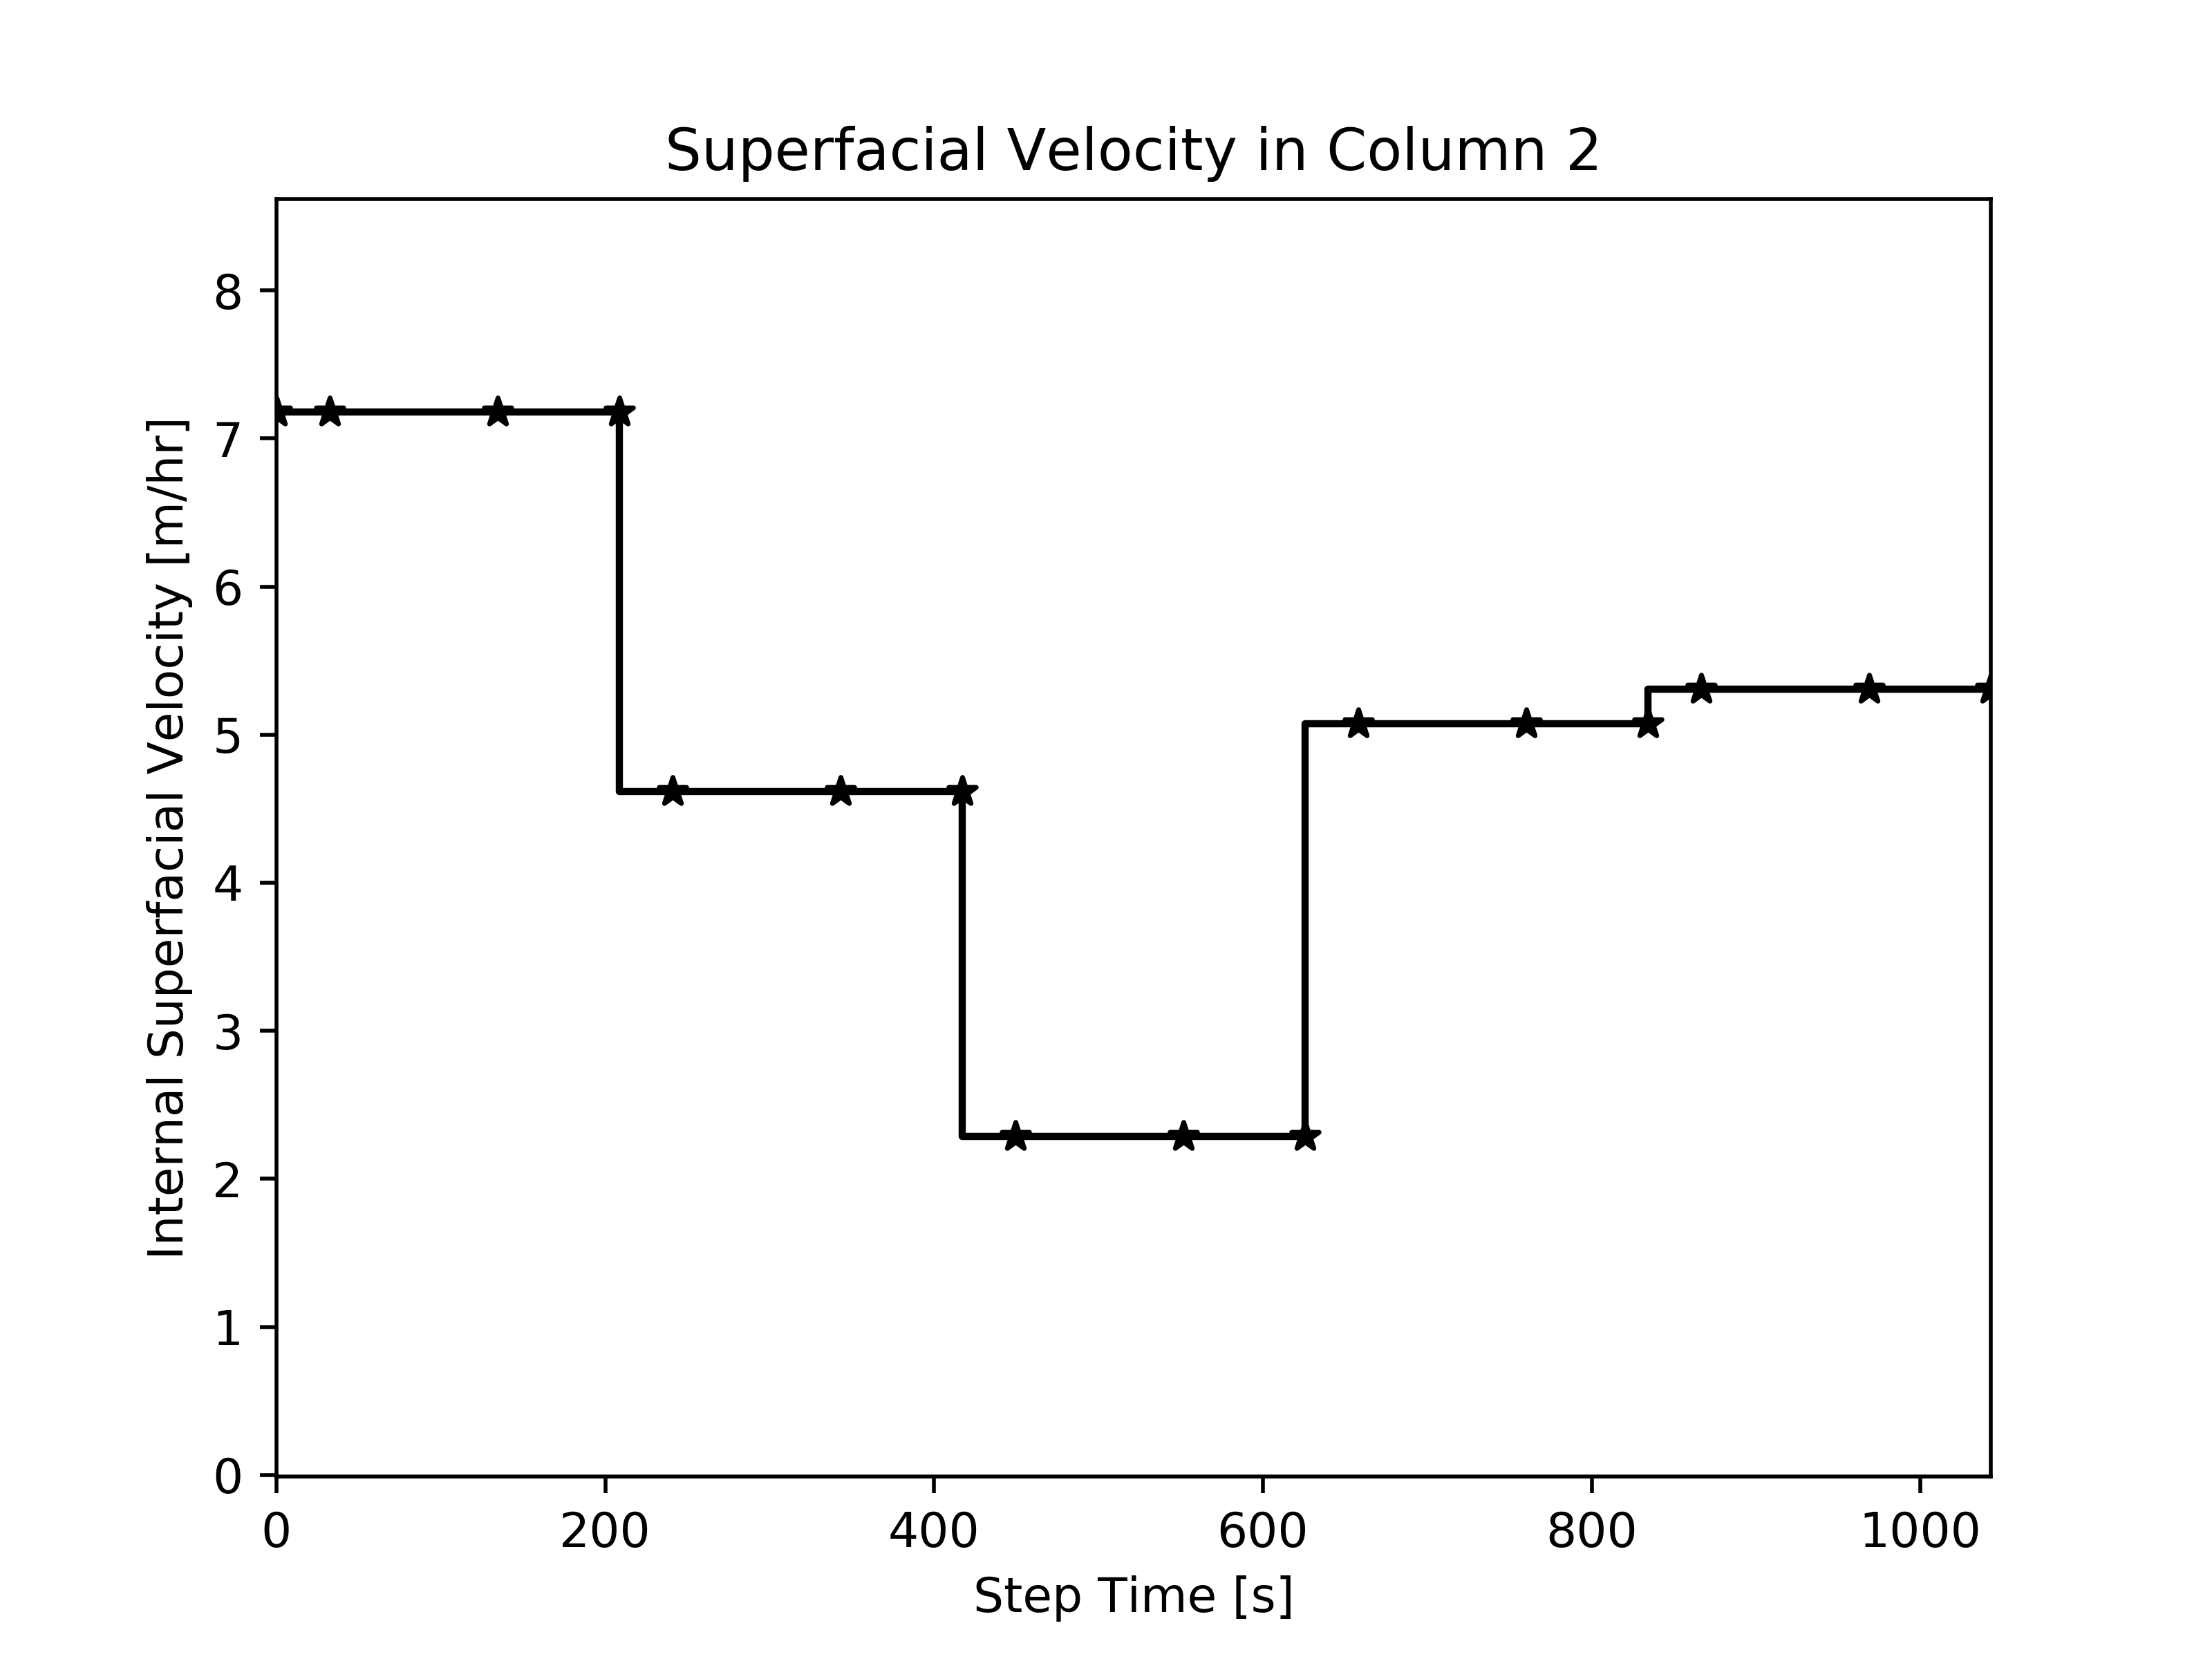 Superfacial Velocity in Column 2
Internal Superfacial Velocity [m/hr]
8
7
6
5
4
3
2
1
0
0 200 400 600 800 1000
Step Time [s]